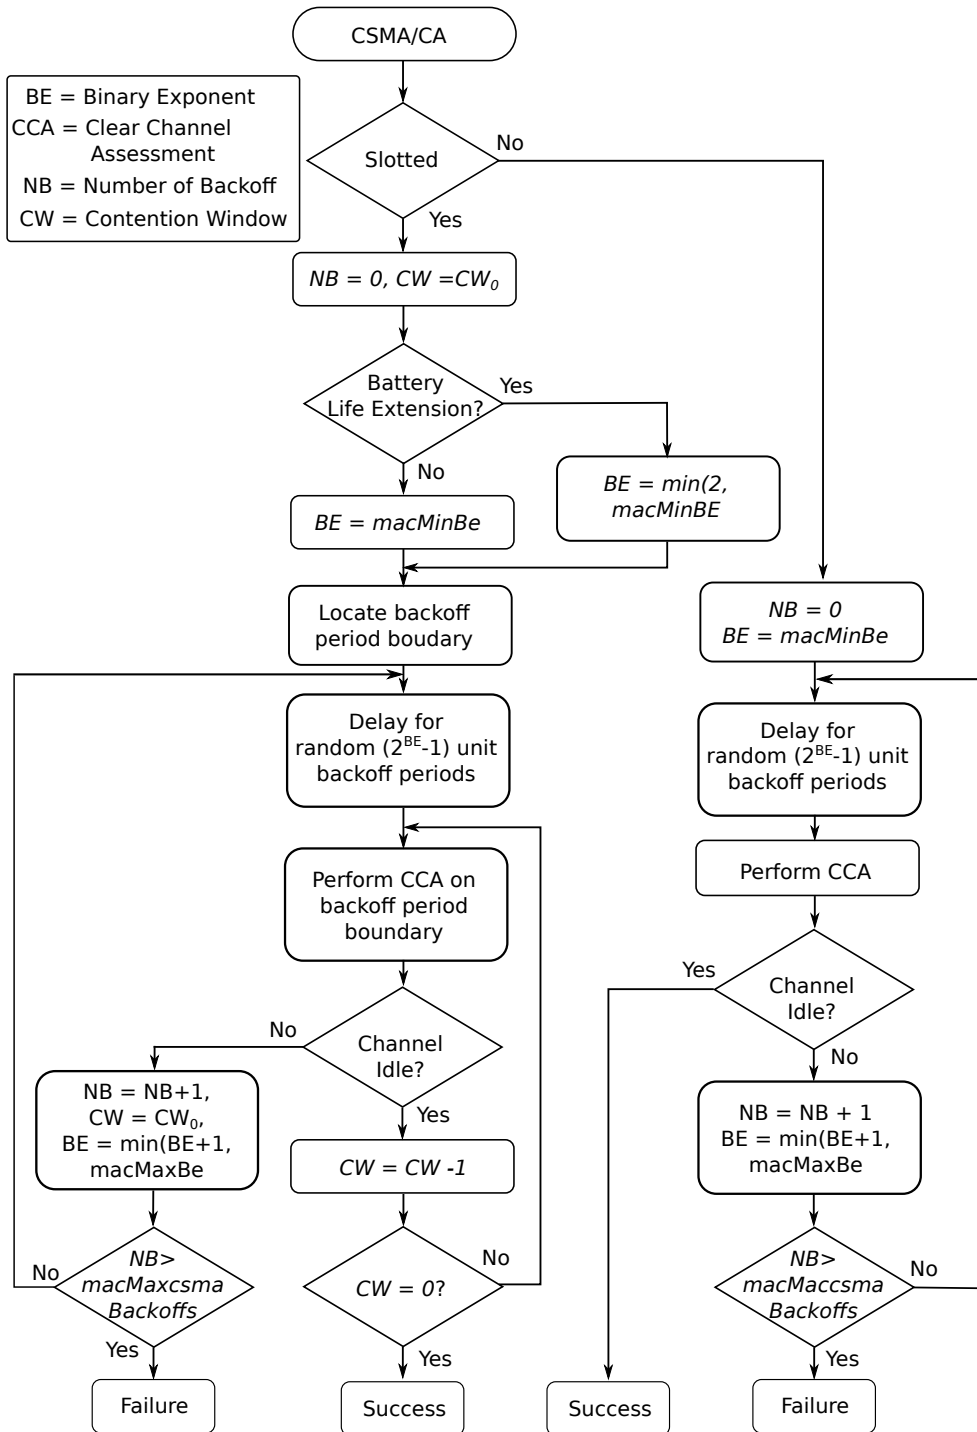 CSMA/CA
BE = Binary Exponent
CCA = Clear Channel
Assessment
NB = Number of Backoff
CW = Contention Window
Slotted
No
Yes
NB = 0, CW =CW₀
Battery
Life Extension?
Yes
No
BE = min(2,
macMinBE
BE = macMinBe
Locate backoff
period boudary
NB = 0
BE = macMinBe
Delay for
random (2^BE-1) unit
backoff periods
Delay for
random (2^BE-1) unit
backoff periods
Perform CCA on
backoff period
boundary
Perform CCA
Channel
Idle?
No
Yes
Channel
Idle?
Yes
No
NB = NB+1,
CW = CW₀,
BE = min(BE+1,
macMaxBe
CW = CW -1
NB = NB + 1
BE = min(BE+1,
macMaxBe
NB>
macMaxcsma
Backoffs
No
Yes
CW = 0?
No
Yes
NB>
macMaccsma
Backoffs
No
Yes
Failure
Success
Success
Failure